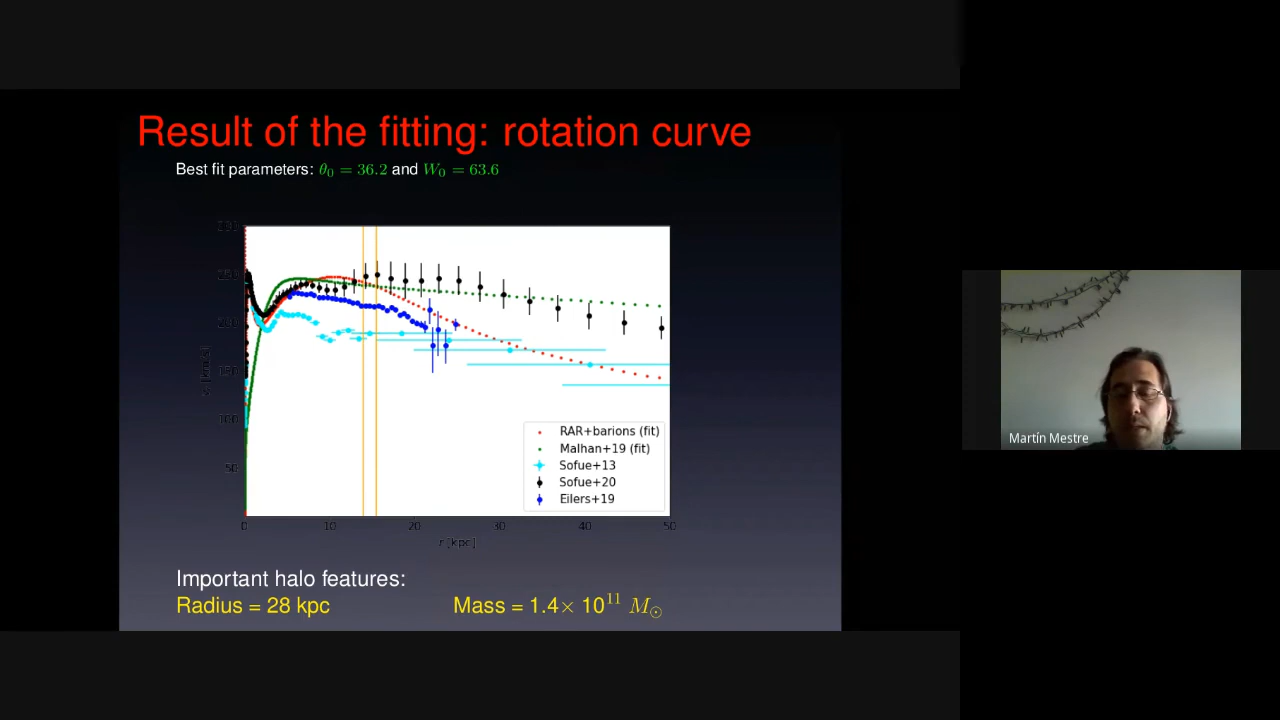 Result of the fitting: rotation curve
Best fit parameters: θ₀ = 36.2 and W₀ = 63.6
300
250
200
150
100
50
0 10 20 30 40 50
r [kpc]
RAR+barions (fit)
Malhan+19 (fit)
Sofue+13
Sofue+20
Eilers+19
Important halo features:
Radius = 28 kpc Mass = 1.4× 10¹¹ M☉
Martín Mestre